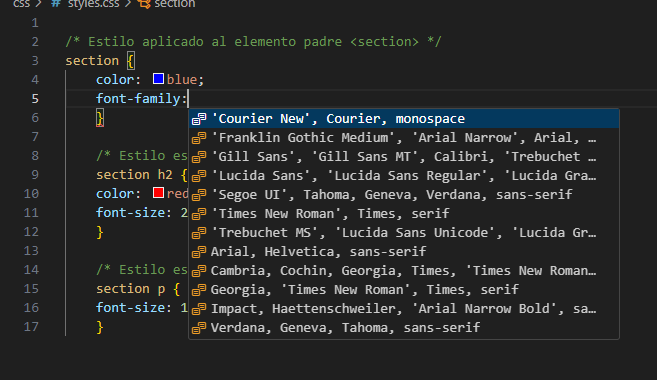 css > # styles.css > section
1
2 /* Estilo aplicado al elemento padre <section> */
3 section {
4 color: blue;
5 font-family:
6 }
'Courier New', Courier, monospace
7
'Franklin Gothic Medium', 'Arial Narrow', Arial, …
8 /* Estilo es
'Gill Sans', 'Gill Sans MT', Calibri, 'Trebuchet …
9 section h2 {
'Lucida Sans', 'Lucida Sans Regular', 'Lucida Gra…
10 color: red
'Segoe UI', Tahoma, Geneva, Verdana, sans-serif
11 font-size: 2
'Times New Roman', Times, serif
12 }
'Trebuchet MS', 'Lucida Sans Unicode', 'Lucida Gr…
13
Arial, Helvetica, sans-serif
14 /* Estilo es
Cambria, Cochin, Georgia, Times, 'Times New Roman…
15 section p {
Georgia, 'Times New Roman', Times, serif
16 font-size: 1
Impact, Haettenschweiler, 'Arial Narrow Bold', sa…
17 }
Verdana, Geneva, Tahoma, sans-serif